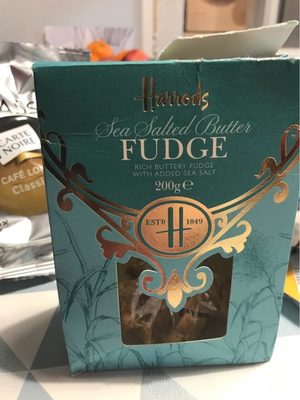 Harrods
Sea Salted Butter
FUDGE
RICH BUTTERY FUDGE
WITH ADDED SEA SALT
200g e
ESTD H 1849
CARTE
NOIRE
CAFÉ LO
Classi